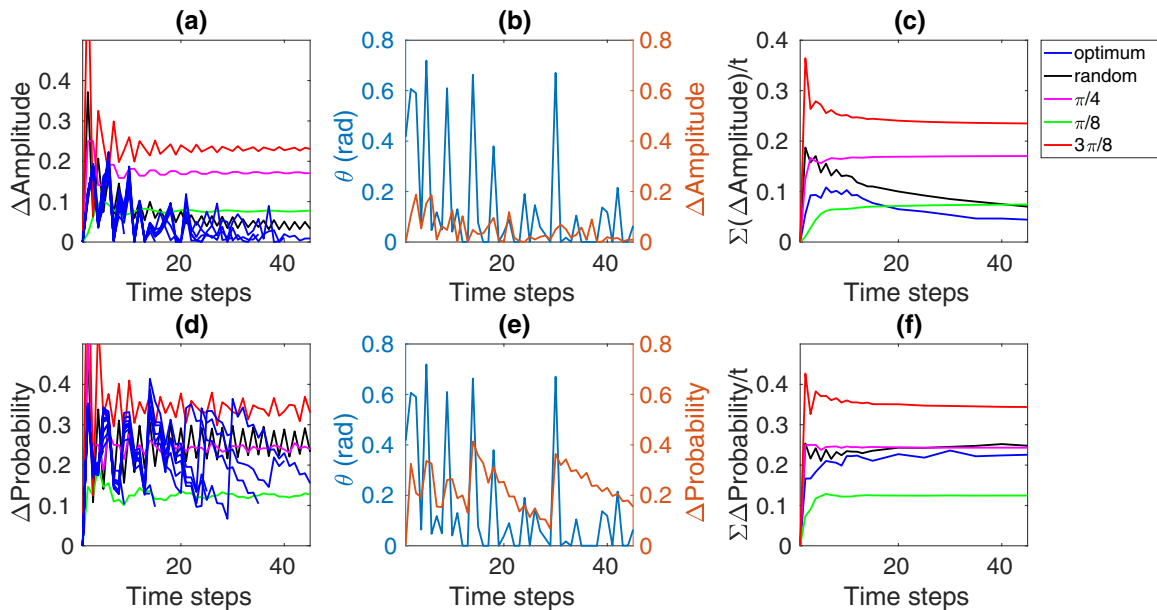 (a)
(b)
(c)
ΔAmplitude
0.4
0.3
0.2
0.1
0
20
40
Time steps
θ (rad)
0.8
0.6
0.4
0.2
0
20
40
Time steps
0.8
0.6
0.4
0.2
0
ΔAmplitude
Σ(ΔAmplitude)/t
0.4
0.3
0.2
0.1
0
20
40
Time steps
optimum
random
π/4
π/8
3π/8
(d)
(e)
(f)
ΔProbability
0.4
0.3
0.2
0.1
0
20
40
Time steps
θ (rad)
0.8
0.6
0.4
0.2
0
20
40
Time steps
0.8
0.6
0.4
0.2
0
ΔProbability
ΣΔProbability/t
0.4
0.3
0.2
0.1
0
20
40
Time steps